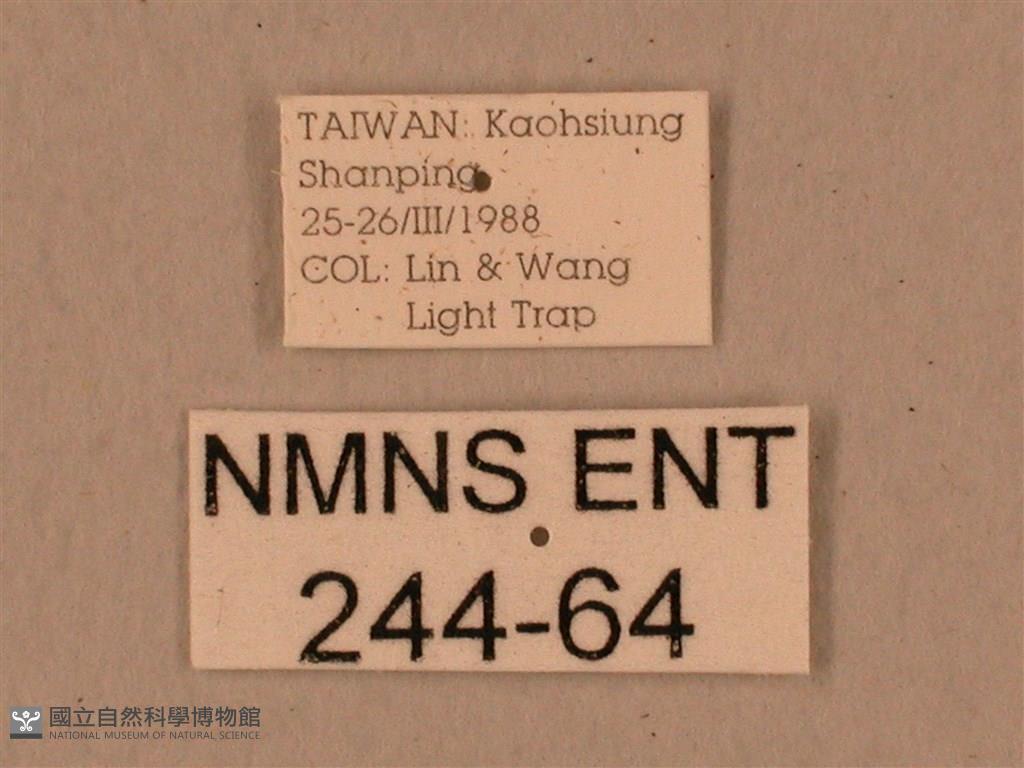 TAIWAN: Kaohsiung
Shanping
25-26/III/1988
COL: Lin & Wang
Light Trap
NMNS ENT
244-64
國立自然科學博物館
NATIONAL MUSEUM OF NATURAL SCIENCE